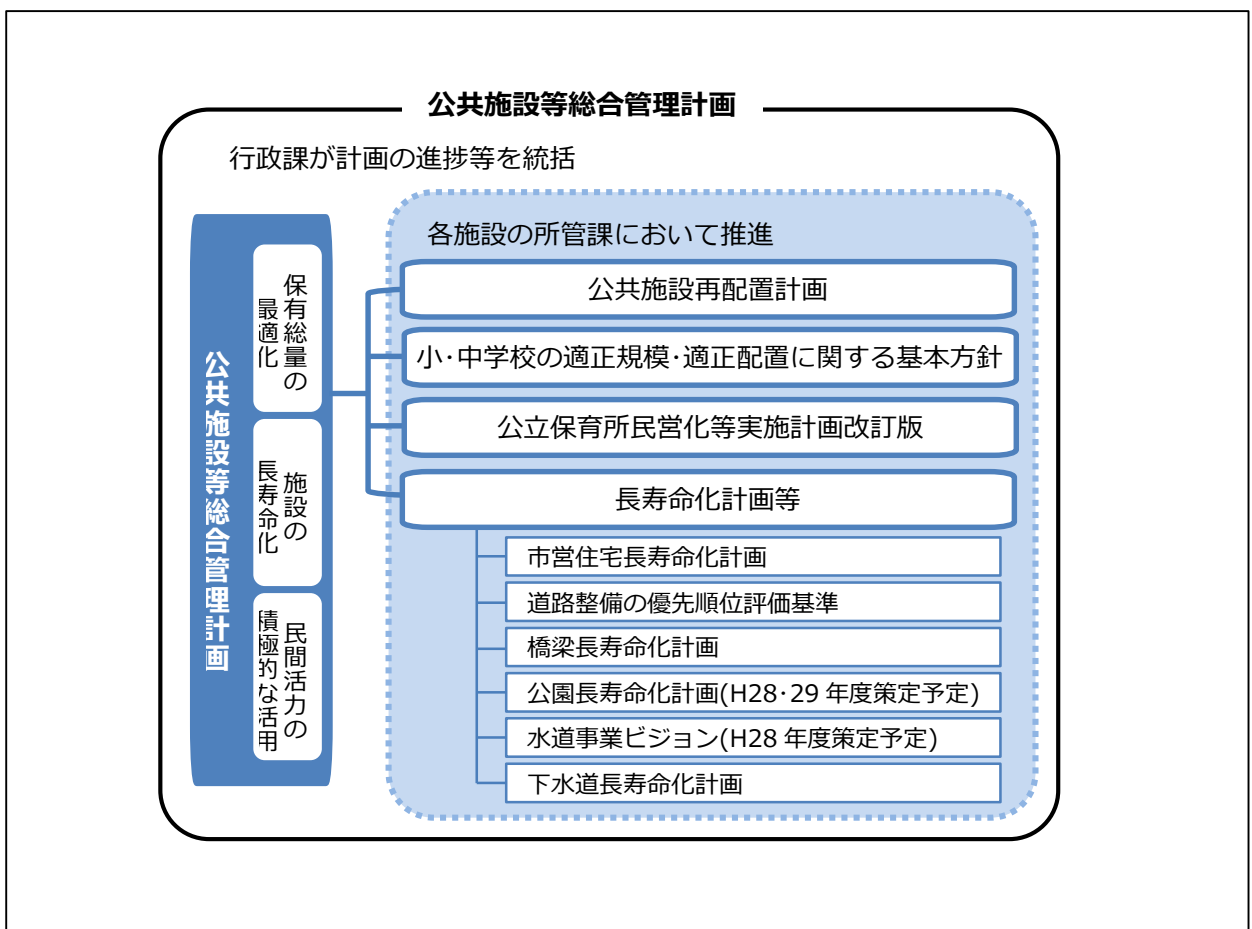 公共施設等総合管理計画
行政課が計画の進捗等を統括
公共施設等総合管理計画
保有総量の
最適化
施設の
長寿命化
民間活力の
積極的な活用
各施設の所管課において推進
公共施設再配置計画
小・中学校の適正規模・適正配置に関する基本方針
公立保育所民営化等実施計画改訂版
長寿命化計画等
市営住宅長寿命化計画
道路整備の優先順位評価基準
橋梁長寿命化計画
公園長寿命化計画(H28・29 年度策定予定)
水道事業ビジョン(H28 年度策定予定)
下水道長寿命化計画